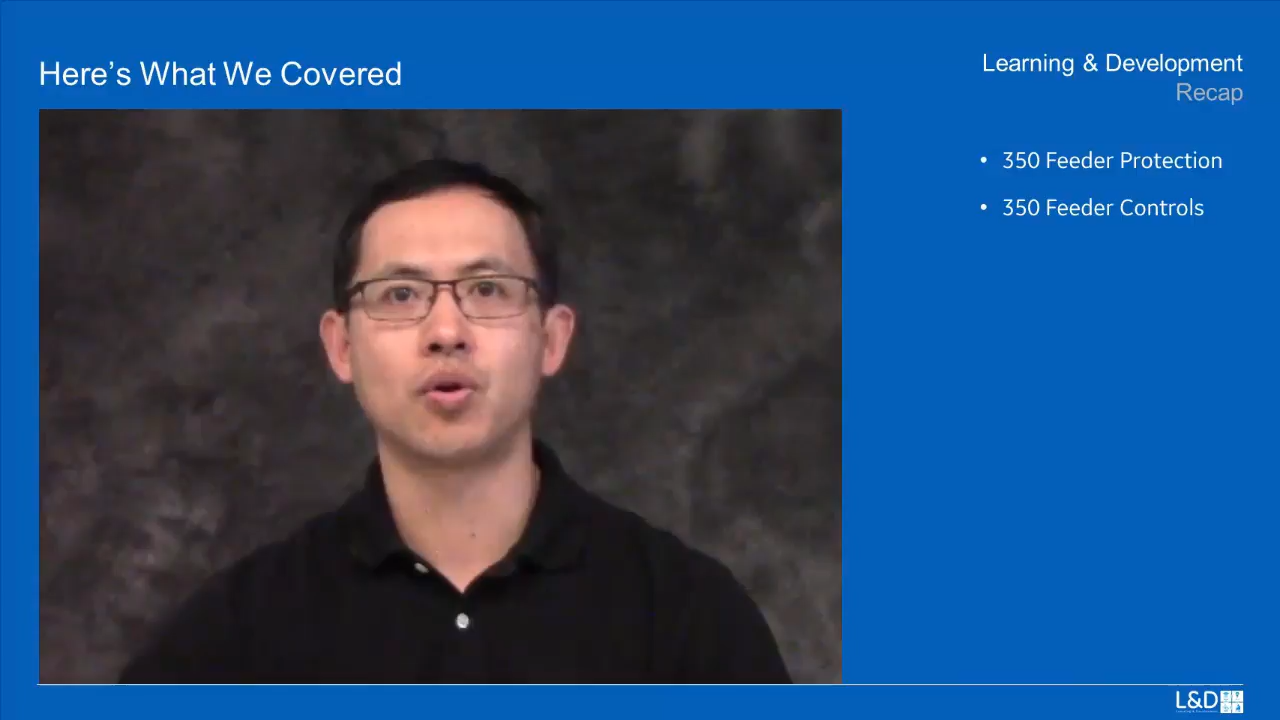 Here's What We Covered
Learning & Development
Recap
• 350 Feeder Protection
• 350 Feeder Controls
L&D